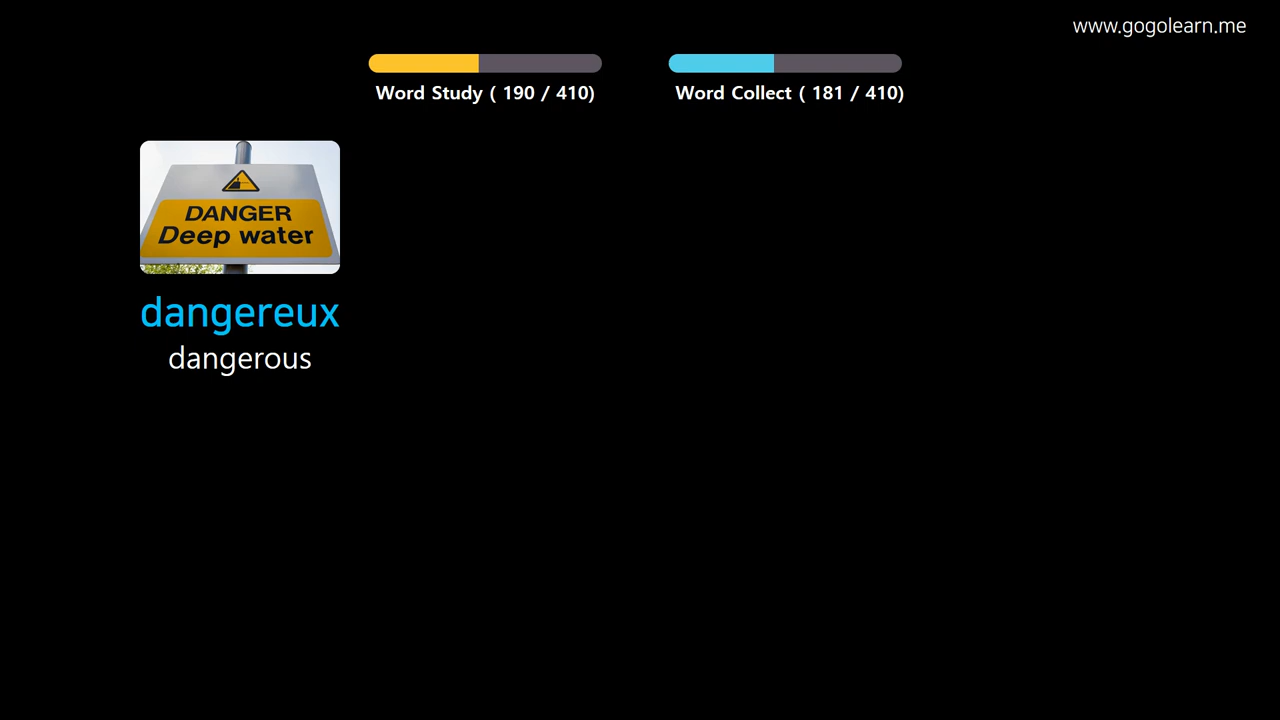 www.gogolearn.me
Word Study ( 190 / 410)
Word Collect ( 181 / 410)
DANGER
Deep water
dangereux
dangerous